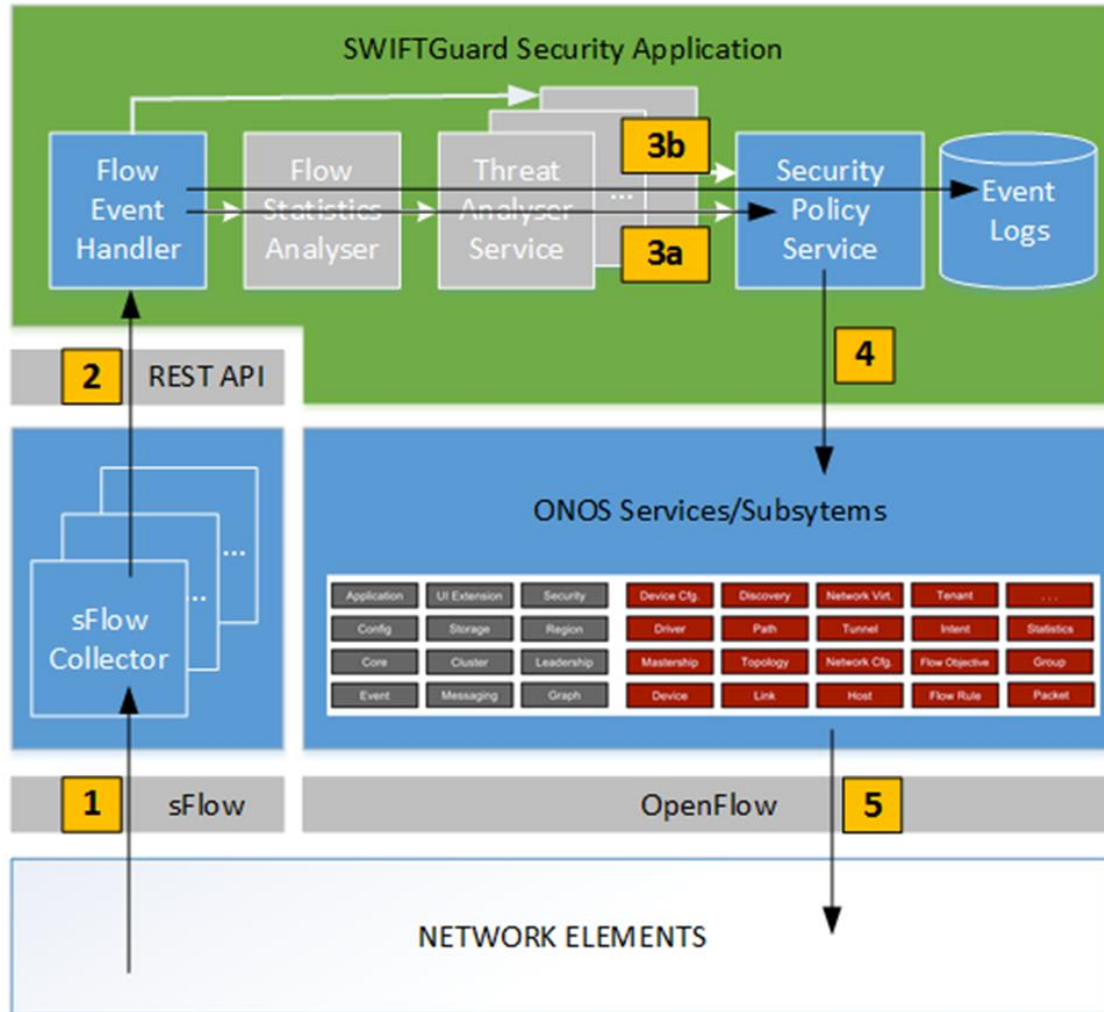 SWIFTGuard Security Application
Flow
Event
Handler
Flow
Statistics
Analyser
Threat
Analyser
Service
...
3b
3a
Security
Policy
Service
Event
Logs
2
REST API
4
...
...
sFlow
Collector
ONOS Services/Subsytems
Application UI Extension Security Device Cfg. Discovery Network Virt. Tenant . . .
Config Storage Region Driver Path Tunnel Intent Statistics
Core Cluster Leadership Mastership Topology Network Cfg. Flow Objective Group
Event Messaging Graph Device Link Host Flow Rule Packet
1
sFlow
OpenFlow
5
NETWORK ELEMENTS